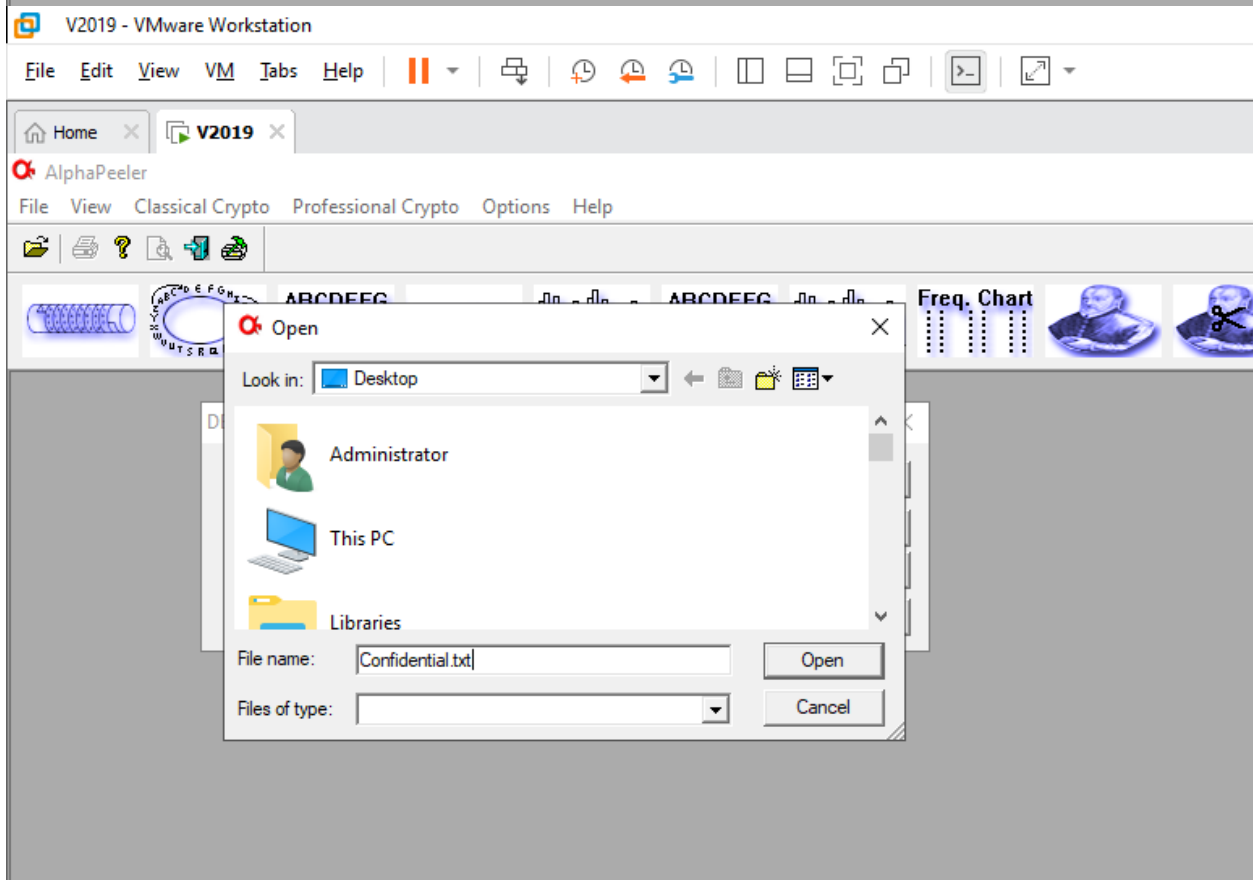 V2019 - VMware Workstation
File Edit View VM Tabs Help
Home V2019
AlphaPeeler
File View Classical Crypto Professional Crypto Options Help
ABCDEFG ABCDEFG Freq. Chart
Open
Look in: Desktop
Administrator
This PC
Libraries
File name: Confidential.txt Open
Files of type: Cancel